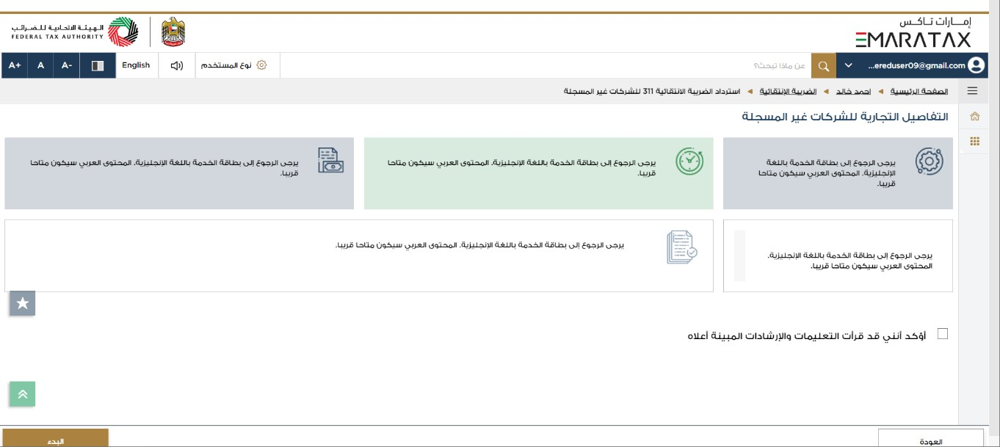 إمـــارات تــاكــس
EMARATAX
الهيئة الاتحادية للضرائب
FEDERAL TAX AUTHORITY
...ereduser09@gmail.com
عن ماذا تبحث؟
نوع المستخدم
English
A-
A
A+
الصفحة الرئيسية
احمد خالد
الضريبة الإنتقائية
استرداد الضريبة الانتقائية 311 للشركات غير المسجلة
التفاصيل التجارية للشركات غير المسجلة
يرجى الرجوع إلى بطاقة الخدمة باللغة
الإنجليزية. المحتوى العربي سيكون متاحا
قريبا.
يرجى الرجوع إلى بطاقة الخدمة باللغة الإنجليزية. المحتوى العربي سيكون متاحا
قريبا.
يرجى الرجوع إلى بطاقة الخدمة باللغة الإنجليزية. المحتوى العربي سيكون متاحا
قريبا.
يرجى الرجوع إلى بطاقة الخدمة باللغة الإنجليزية.
المحتوى العربي سيكون متاحا قريبا.
يرجى الرجوع إلى بطاقة الخدمة باللغة الإنجليزية. المحتوى العربي سيكون متاحا قريبا.
أؤكد أنني قد قرأت التعليمات والإرشادات المبينة أعلاه
العودة
البدء